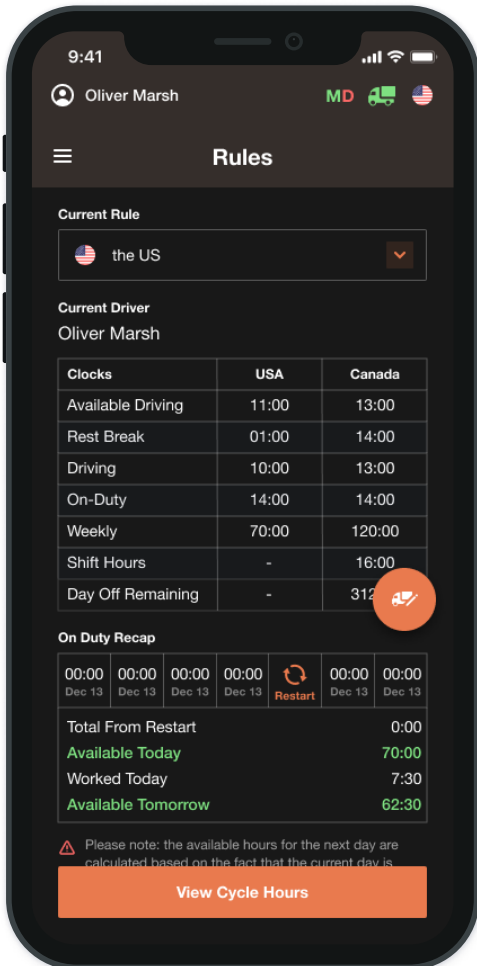 9:41
Oliver Marsh MD
Rules
Current Rule
the US
Current Driver
Oliver Marsh
Clocks USA Canada
Available Driving 11:00 13:00
Rest Break 01:00 14:00
Driving 10:00 13:00
On-Duty 14:00 14:00
Weekly 70:00 120:00
Shift Hours - 16:00
Day Off Remaining - 312
On Duty Recap
00:00 00:00 00:00 00:00 00:00 00:00
Dec 13 Dec 13 Dec 13 Dec 13 Restart Dec 13 Dec 13
Total From Restart 0:00
Available Today 70:00
Worked Today 7:30
Available Tomorrow 62:30
Please note: the available hours for the next day are
calculated based on the fact that the current day is
View Cycle Hours